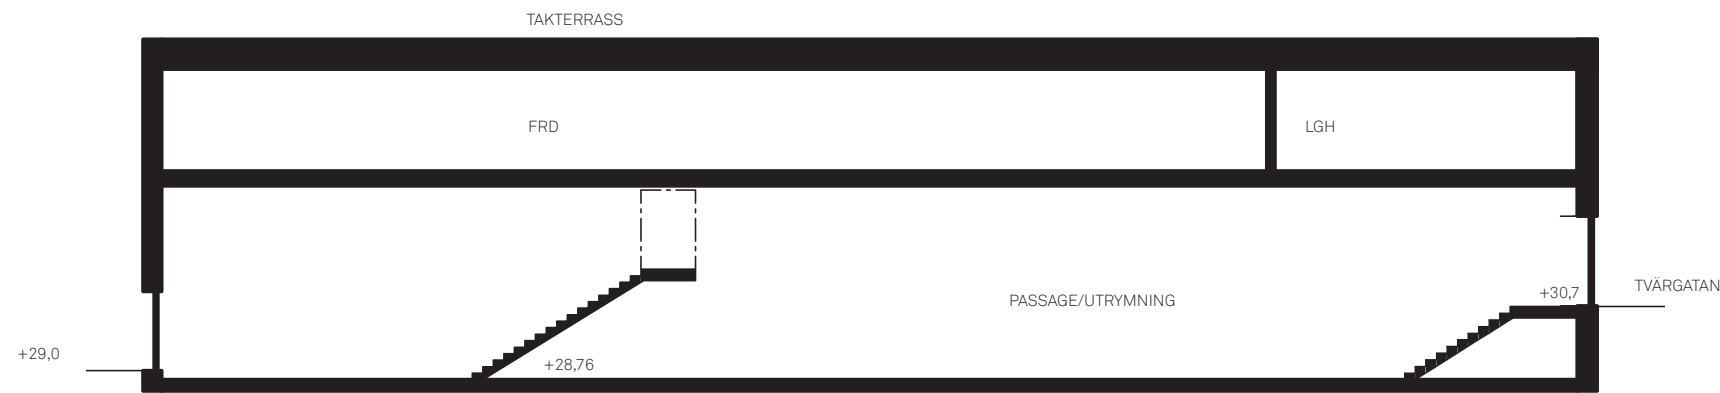 TAKTERRASS
FRD
LGH
PASSAGE/UTRYMNING
+30,7
TVÄRGATAN
+29,0
+28,76